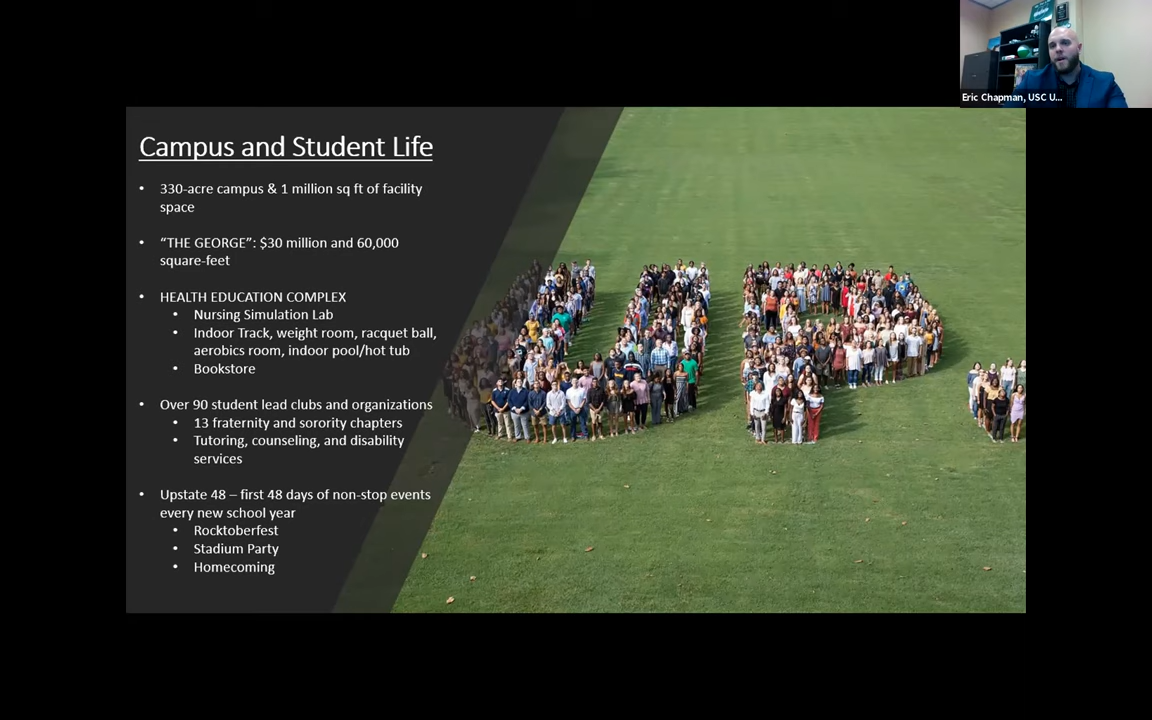 Eric Chapman, USC U...
Campus and Student Life
• 330-acre campus & 1 million sq ft of facility
space
• “THE GEORGE”: $30 million and 60,000
square-feet
• HEALTH EDUCATION COMPLEX
• Nursing Simulation Lab
• Indoor Track, weight room, racquet ball,
aerobics room, indoor pool/hot tub
• Bookstore
• Over 90 student lead clubs and organizations
• 13 fraternity and sorority chapters
• Tutoring, counseling, and disability
services
• Upstate 48 – first 48 days of non-stop events
every new school year
• Rocktoberfest
• Stadium Party
• Homecoming
UP